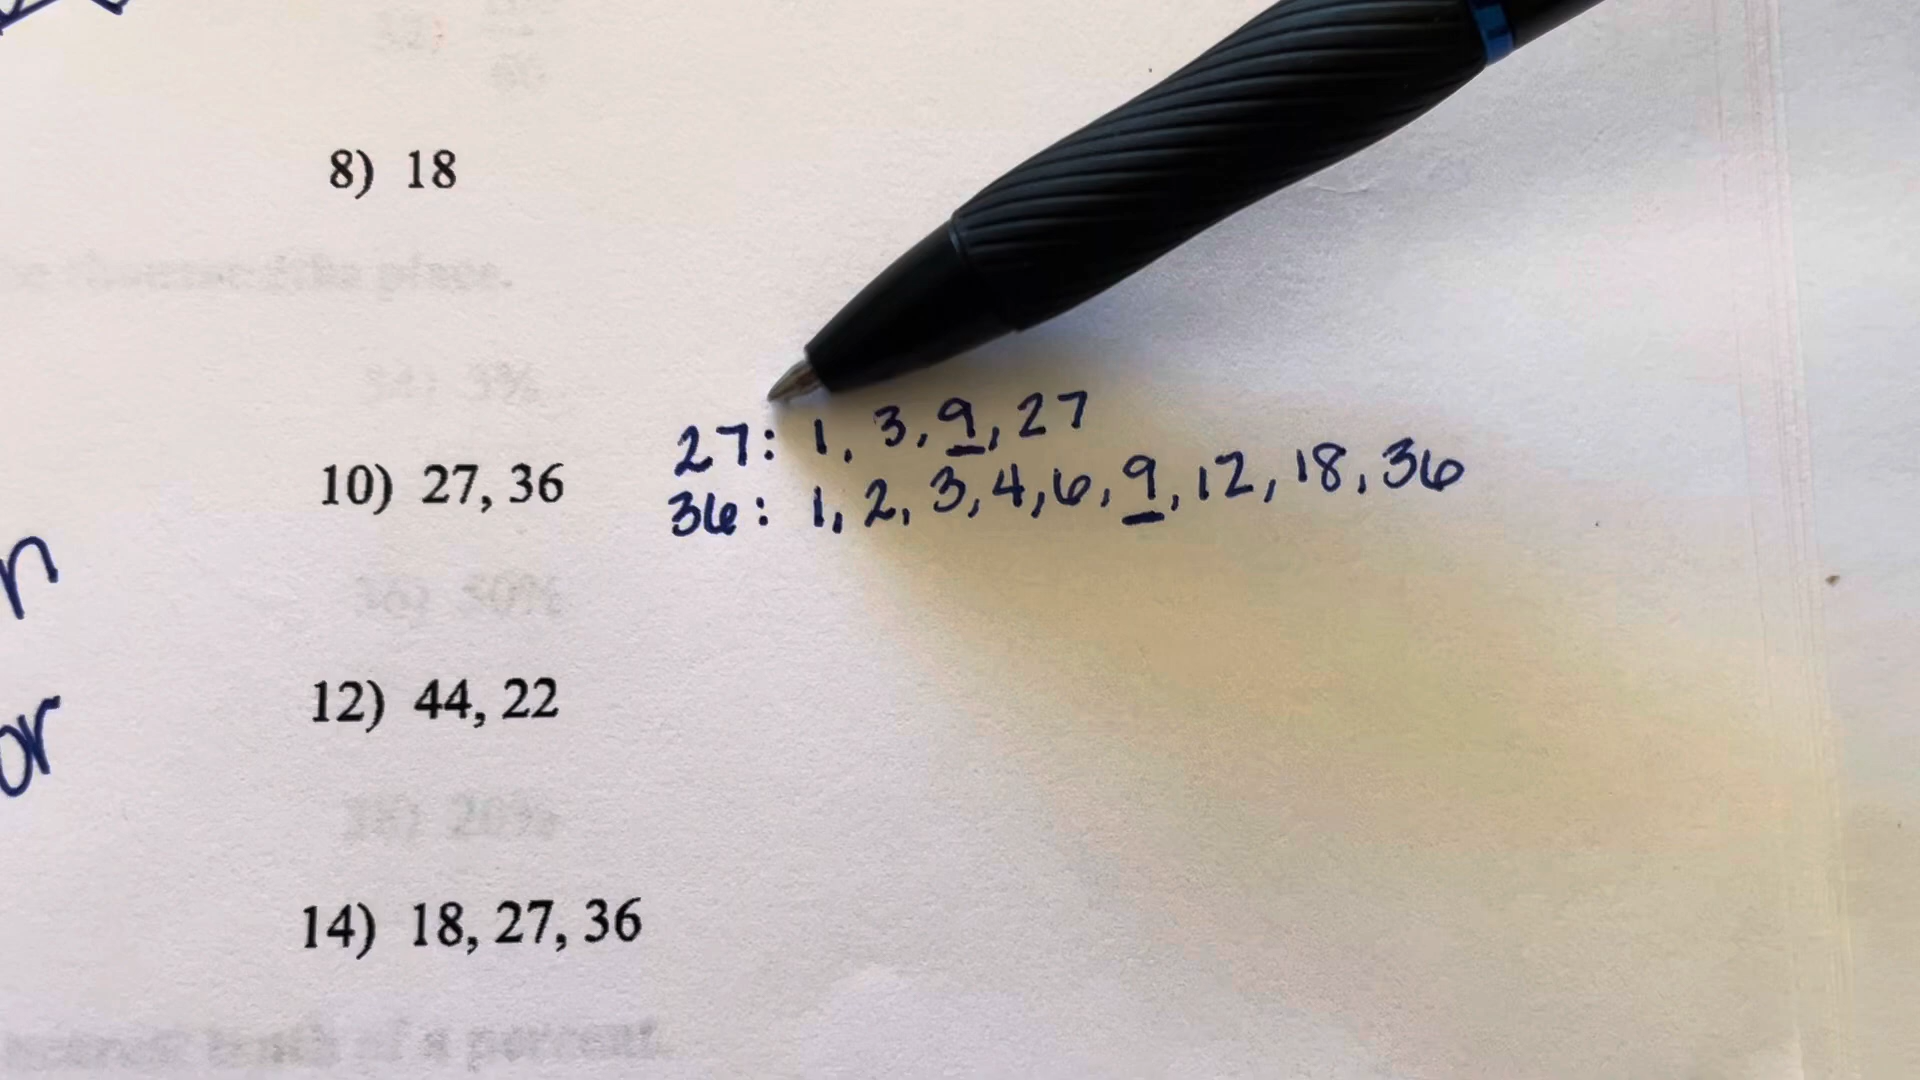 8) 18
27: 1, 3, 9, 27
10) 27, 36
36: 1, 2, 3, 4, 6, 9, 12, 18, 36
n
12) 44, 22
or
14) 18, 27, 36